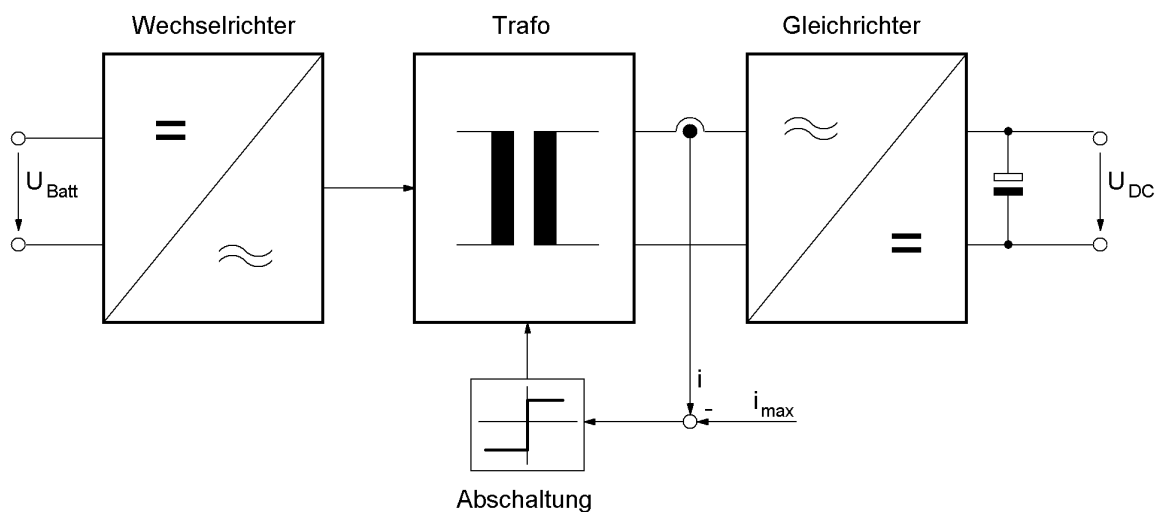 Wechselrichter
Trafo
Gleichrichter
U Batt
U DC
i
-
i max
Abschaltung